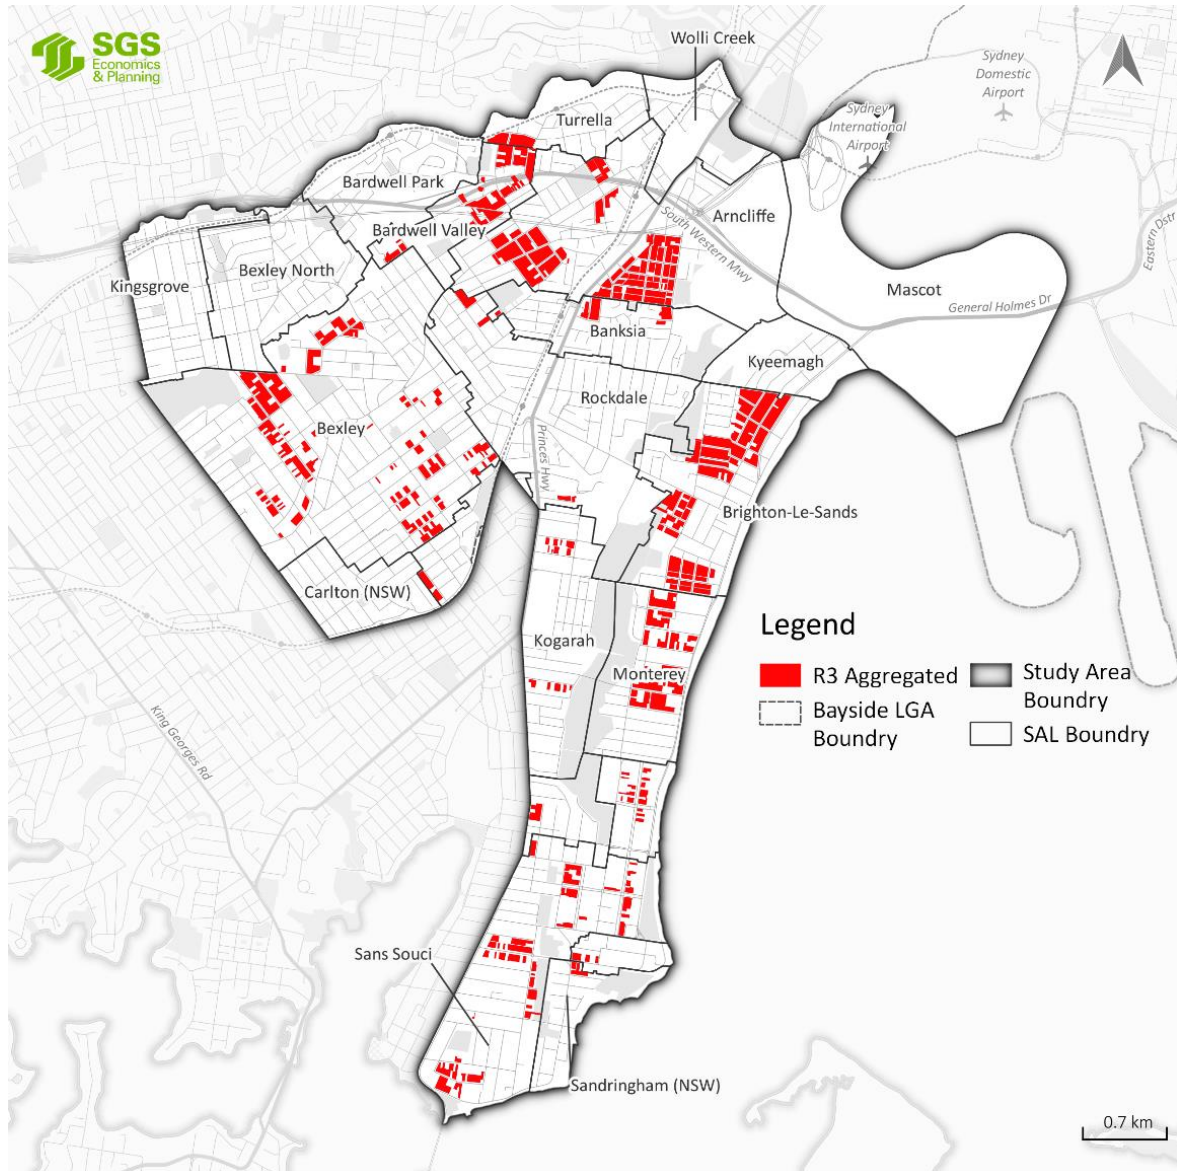 SGS
Economics
& Planning
Wolli Creek
Sydney
Domestic
Airport
Sydney
International
Airport
Turrella
Bardwell Park
Arncliffe
South Western Mwy
Bardwell Valley
Eastern Dstr
Bexley North
Kingsgrove
Mascot
General Holmes Dr
Banksia
Kyeemagh
Rockdale
Bexley
Princes Hwy
Brighton-Le-Sands
Carlton (NSW)
Kogarah
Monterey
King Georges Rd
Legend
R3 Aggregated
Study Area
Boundry
Bayside LGA
Boundry
SAL Boundry
Sans Souci
Sandringham (NSW)
0.7 km